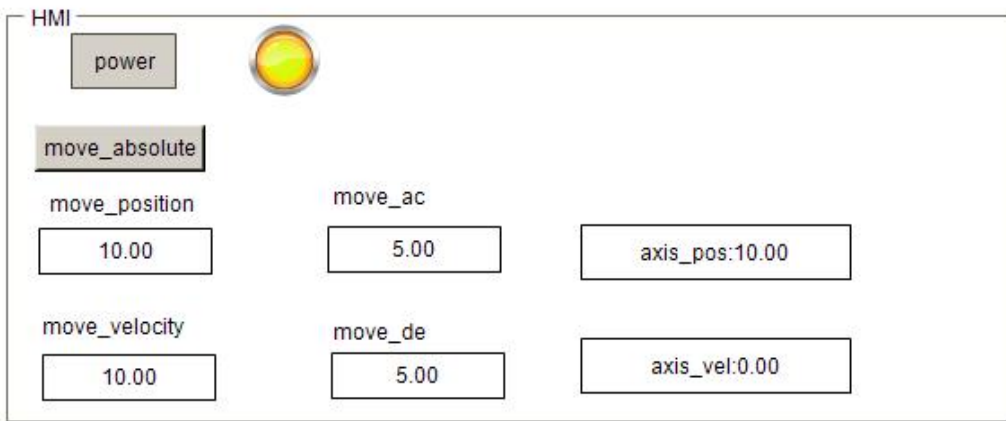 HMI
power
move_absolute
move_position
move_ac
10.00
5.00
axis_pos:10.00
move_velocity
move_de
10.00
5.00
axis_vel:0.00